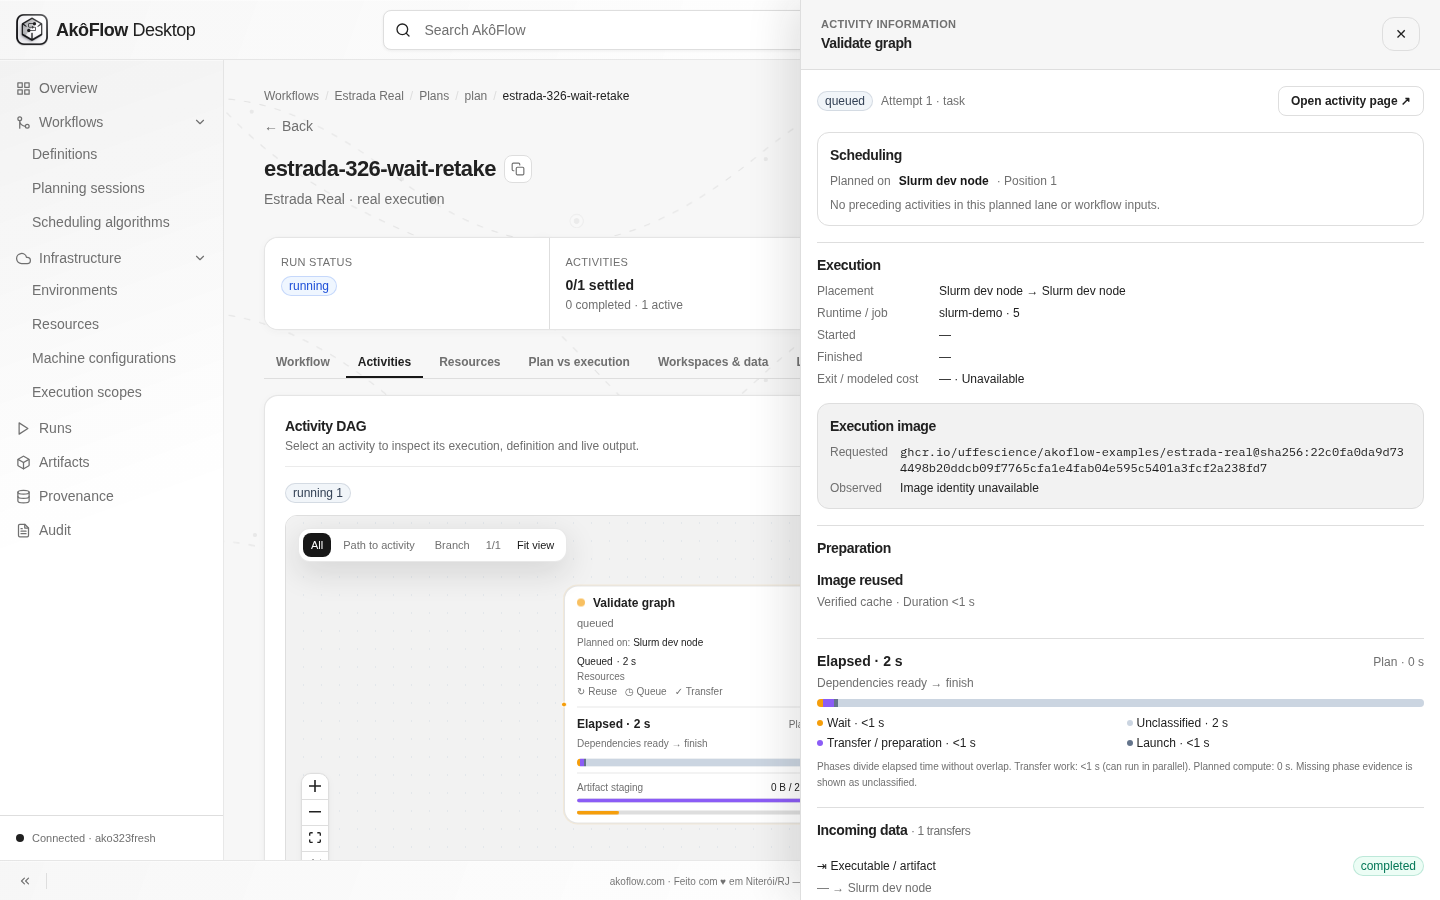 AkôFlow Desktop
Search AkôFlow
Overview
Workflows
Definitions
Planning sessions
Scheduling algorithms
Infrastructure
Environments
Resources
Machine configurations
Execution scopes
Runs
Artifacts
Provenance
Audit
Connected · ako323fresh
Workflows / Estrada Real / Plans / plan / estrada-326-wait-retake
← Back
estrada-326-wait-retake
Estrada Real · real execution
RUN STATUS
running
ACTIVITIES
0/1 settled
0 completed · 1 active
Workflow Activities Resources Plan vs execution Workspaces & data
Activity DAG
Select an activity to inspect its execution, definition and live output.
running 1
All Path to activity Branch 1/1 Fit view
Validate graph
queued
Planned on: Slurm dev node
Queued · 2 s
Resources
↻ Reuse ◷ Queue ✓ Transfer
Elapsed · 2 s
Dependencies ready → finish
Artifact staging 0 B / 2
akoflow.com · Feito com ♥ em Niterói/RJ —
ACTIVITY INFORMATION
Validate graph
✕
queued Attempt 1 · task
Open activity page ↗
Scheduling
Planned on Slurm dev node · Position 1
No preceding activities in this planned lane or workflow inputs.
Execution
Placement Slurm dev node → Slurm dev node
Runtime / job slurm-demo · 5
Started —
Finished —
Exit / modeled cost — · Unavailable
Execution image
Requested ghcr.io/uffescience/akoflow-examples/estrada-real@sha256:22c0fa0da9d73
4498b20ddcb09f7765cfa1e4fab04e595c5401a3fcf2a238fd7
Observed Image identity unavailable
Preparation
Image reused
Verified cache · Duration <1 s
Elapsed · 2 s Plan · 0 s
Dependencies ready → finish
Wait · <1 s Unclassified · 2 s
Transfer / preparation · <1 s Launch · <1 s
Phases divide elapsed time without overlap. Transfer work: <1 s (can run in parallel). Planned compute: 0 s. Missing phase evidence is
shown as unclassified.
Incoming data · 1 transfers
⇥ Executable / artifact completed
— → Slurm dev node